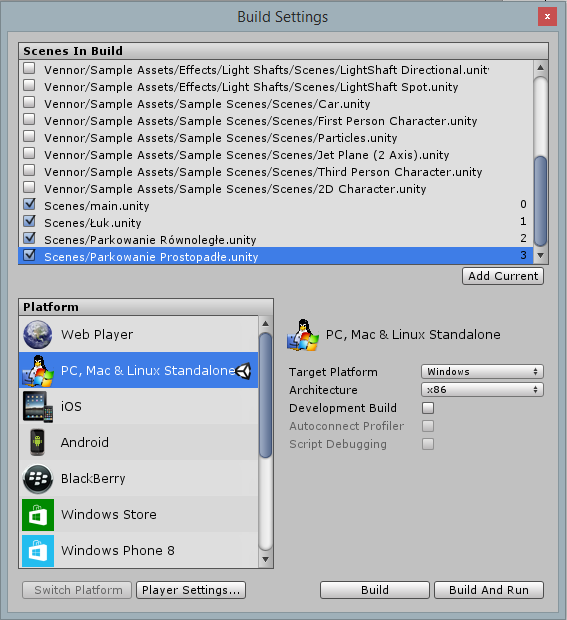 Build Settings
x
Scenes In Build
Vennor/Sample Assets/Effects/Light Shafts/Scenes/LightShaft Directional.unity
Vennor/Sample Assets/Effects/Light Shafts/Scenes/LightShaft Spot.unity
Vennor/Sample Assets/Sample Scenes/Scenes/Car.unity
Vennor/Sample Assets/Sample Scenes/Scenes/First Person Character.unity
Vennor/Sample Assets/Sample Scenes/Scenes/Particles.unity
Vennor/Sample Assets/Sample Scenes/Scenes/Jet Plane (2 Axis).unity
Vennor/Sample Assets/Sample Scenes/Scenes/Third Person Character.unity
Vennor/Sample Assets/Sample Scenes/Scenes/2D Character.unity
Scenes/main.unity 0
Scenes/Łuk.unity 1
Scenes/Parkowanie Równoległe.unity 2
Scenes/Parkowanie Prostopadłe.unity 3
Add Current
Platform
Web Player
PC, Mac & Linux Standalone
iOS
Android
BlackBerry
Windows Store
Windows Phone 8
PC, Mac & Linux Standalone
Target Platform Windows
Architecture x86
Development Build
Autoconnect Profiler
Script Debugging
Switch Platform
Player Settings...
Build
Build And Run